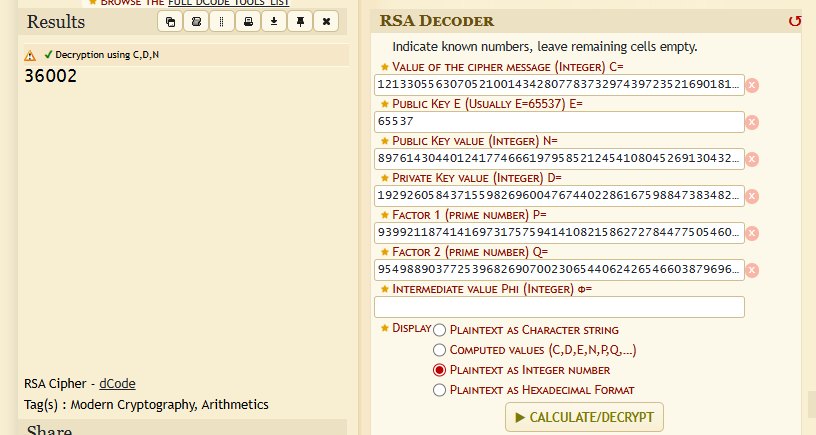 BROWSE THE FULL DCODE TOOLS' LIST
Results
Decryption using C,D,N
36002
RSA Cipher - dCode
Tag(s) : Modern Cryptography, Arithmetics
Share
RSA DECODER
Indicate known numbers, leave remaining cells empty.
VALUE OF THE CIPHER MESSAGE (INTEGER) C=
1213305563070521001434280778373297439723521690181...
PUBLIC KEY E (USUALLY E=65537) E=
65537
PUBLIC KEY VALUE (INTEGER) N=
8976143044012417746661979585212454108045269130432...
PRIVATE KEY VALUE (INTEGER) D=
1929260584371559826960047674402286167598847383482...
FACTOR 1 (PRIME NUMBER) P=
9399211874141697317575941410821586272784477505460...
FACTOR 2 (PRIME NUMBER) Q=
9549889037725396826907002306544062426546603879696...
INTERMEDIATE VALUE PHI (INTEGER) Φ=
DISPLAY
PLAINTEXT AS CHARACTER STRING
COMPUTED VALUES (C,D,E,N,P,Q,...)
PLAINTEXT AS INTEGER NUMBER
PLAINTEXT AS HEXADECIMAL FORMAT
CALCULATE/DECRYPT